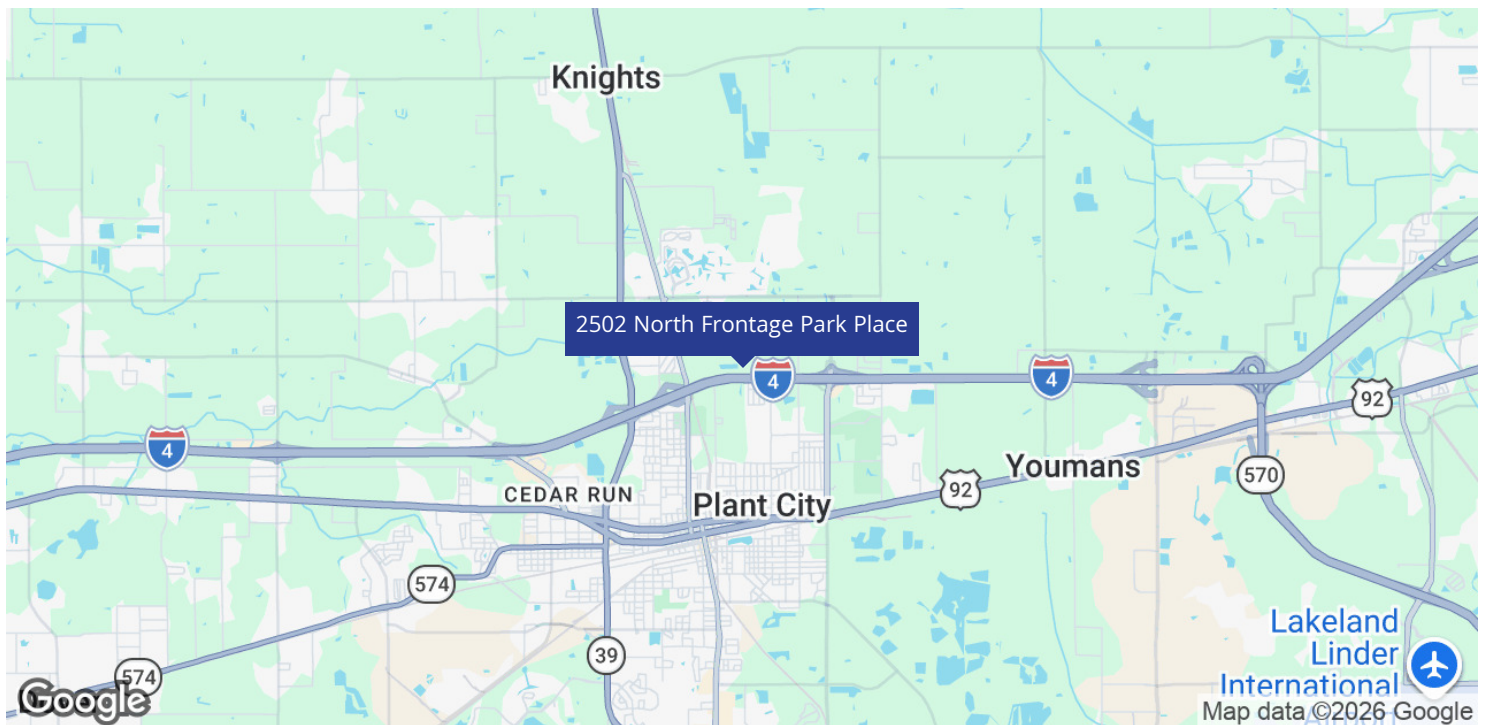 Knights
2502 North Frontage Park Place
4
4
92
4
Youmans
92
570
CEDAR RUN
Plant City
574
Lakeland
Linder
International
39
574
Google
Map data ©2026 Google